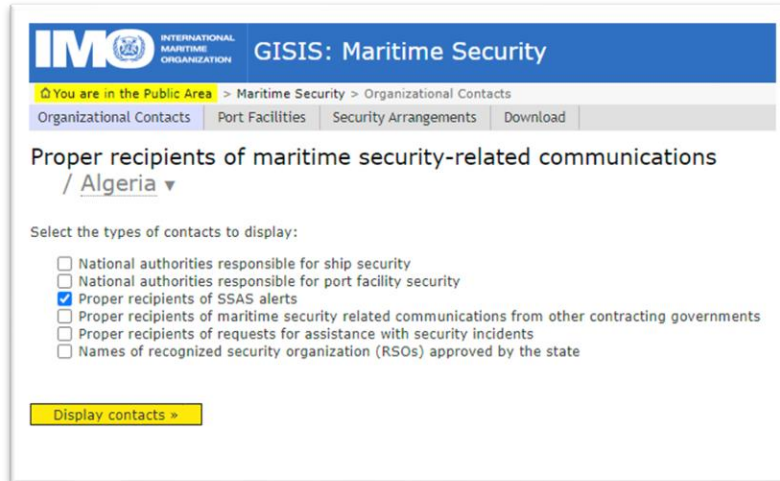 IMO
INTERNATIONAL
MARITIME
ORGANIZATION
GISIS: Maritime Security
You are in the Public Area > Maritime Security > Organizational Contacts
Organizational Contacts Port Facilities Security Arrangements Download
Proper recipients of maritime security-related communications
/ Algeria ▾
Select the types of contacts to display:
National authorities responsible for ship security
National authorities responsible for port facility security
Proper recipients of SSAS alerts
Proper recipients of maritime security related communications from other contracting governments
Proper recipients of requests for assistance with security incidents
Names of recognized security organization (RSOs) approved by the state
Display contacts »